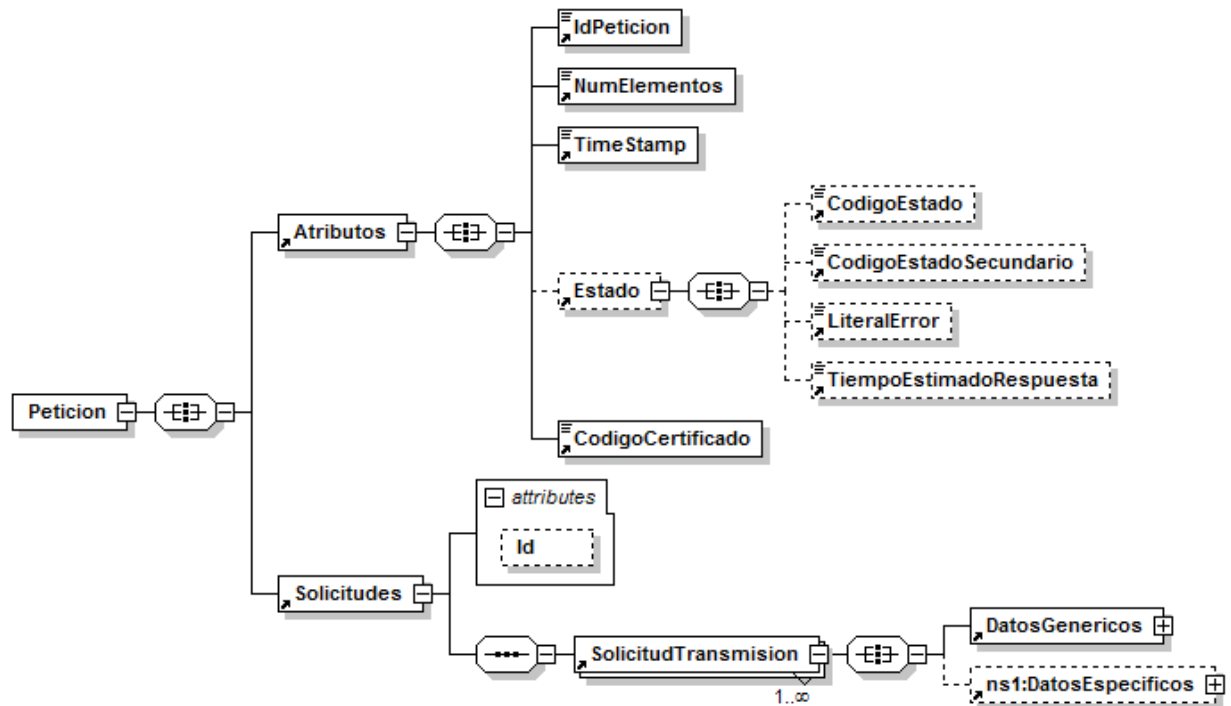 IdPeticion
NumElementos
TimeStamp
CodigoEstado
Atributos
CodigoEstadoSecundario
Estado
LiteralError
TiempoEstimadoRespuesta
Peticion
CodigoCertificado
attributes
Id
Solicitudes
DatosGenericos
SolicitudTransmision
ns1:DatosEspecificos
1..∞